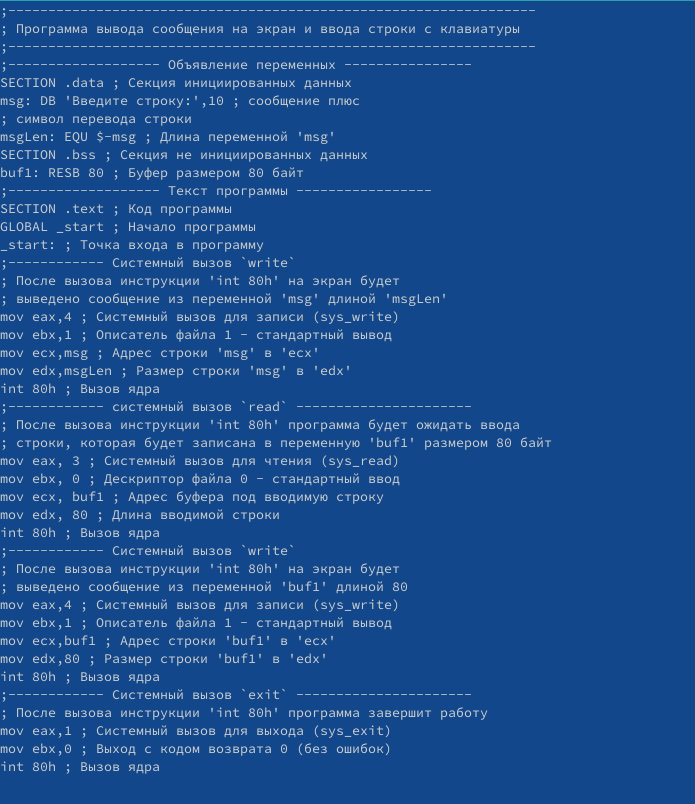 ;------------------------------------------------------------------
; Программа вывода сообщения на экран и ввода строки с клавиатуры
;------------------------------------------------------------------
;------------------- Объявление переменных ----------------
SECTION .data ; Секция инициированных данных
msg: DB 'Введите строку:',10 ; сообщение плюс
; символ перевода строки
msgLen: EQU $-msg ; Длина переменной 'msg'
SECTION .bss ; Секция не инициированных данных
buf1: RESB 80 ; Буфер размером 80 байт
;------------------- Текст программы -----------------
SECTION .text ; Код программы
GLOBAL _start ; Начало программы
_start: ; Точка входа в программу
;------------ Системный вызов `write`
; После вызова инструкции 'int 80h' на экран будет
; выведено сообщение из переменной 'msg' длиной 'msgLen'
mov eax,4 ; Системный вызов для записи (sys_write)
mov ebx,1 ; Описатель файла 1 - стандартный вывод
mov ecx,msg ; Адрес строки 'msg' в 'ecx'
mov edx,msgLen ; Размер строки 'msg' в 'edx'
int 80h ; Вызов ядра
;------------ системный вызов `read` ----------------------
; После вызова инструкции 'int 80h' программа будет ожидать ввода
; строки, которая будет записана в переменную 'buf1' размером 80 байт
mov eax, 3 ; Системный вызов для чтения (sys_read)
mov ebx, 0 ; Дескриптор файла 0 - стандартный ввод
mov ecx, buf1 ; Адрес буфера под вводимую строку
mov edx, 80 ; Длина вводимой строки
int 80h ; Вызов ядра
;------------ Системный вызов `write`
; После вызова инструкции 'int 80h' на экран будет
; выведено сообщение из переменной 'buf1' длиной 80
mov eax,4 ; Системный вызов для записи (sys_write)
mov ebx,1 ; Описатель файла 1 - стандартный вывод
mov ecx,buf1 ; Адрес строки 'buf1' в 'ecx'
mov edx,80 ; Размер строки 'buf1' в 'edx'
int 80h ; Вызов ядра
;------------ Системный вызов `exit` ----------------------
; После вызова инструкции 'int 80h' программа завершит работу
mov eax,1 ; Системный вызов для выхода (sys_exit)
mov ebx,0 ; Выход с кодом возврата 0 (без ошибок)
int 80h ; Вызов ядра